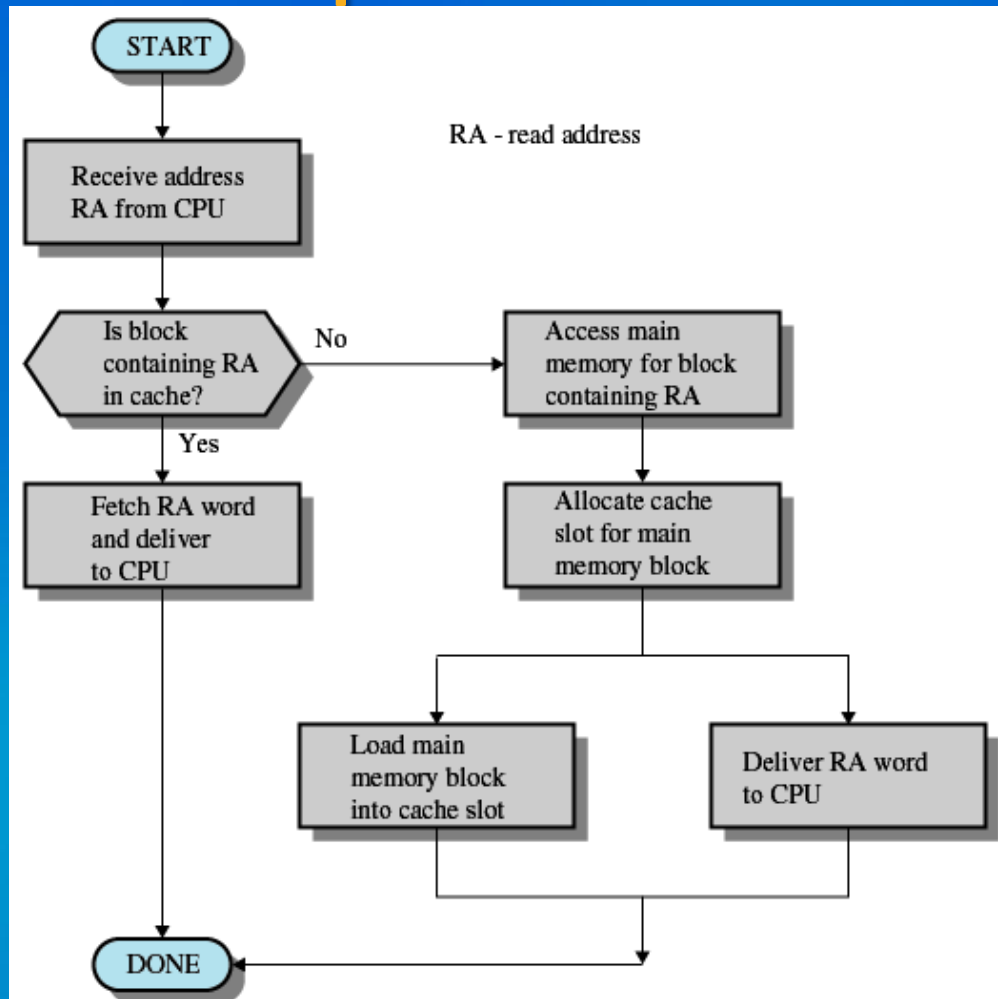 START
RA - read address
Receive address
RA from CPU
Is block
containing RA
in cache?
No
Access main
memory for block
containing RA
Yes
Fetch RA word
and deliver
to CPU
Allocate cache
slot for main
memory block
Load main
memory block
into cache slot
Deliver RA word
to CPU
DONE